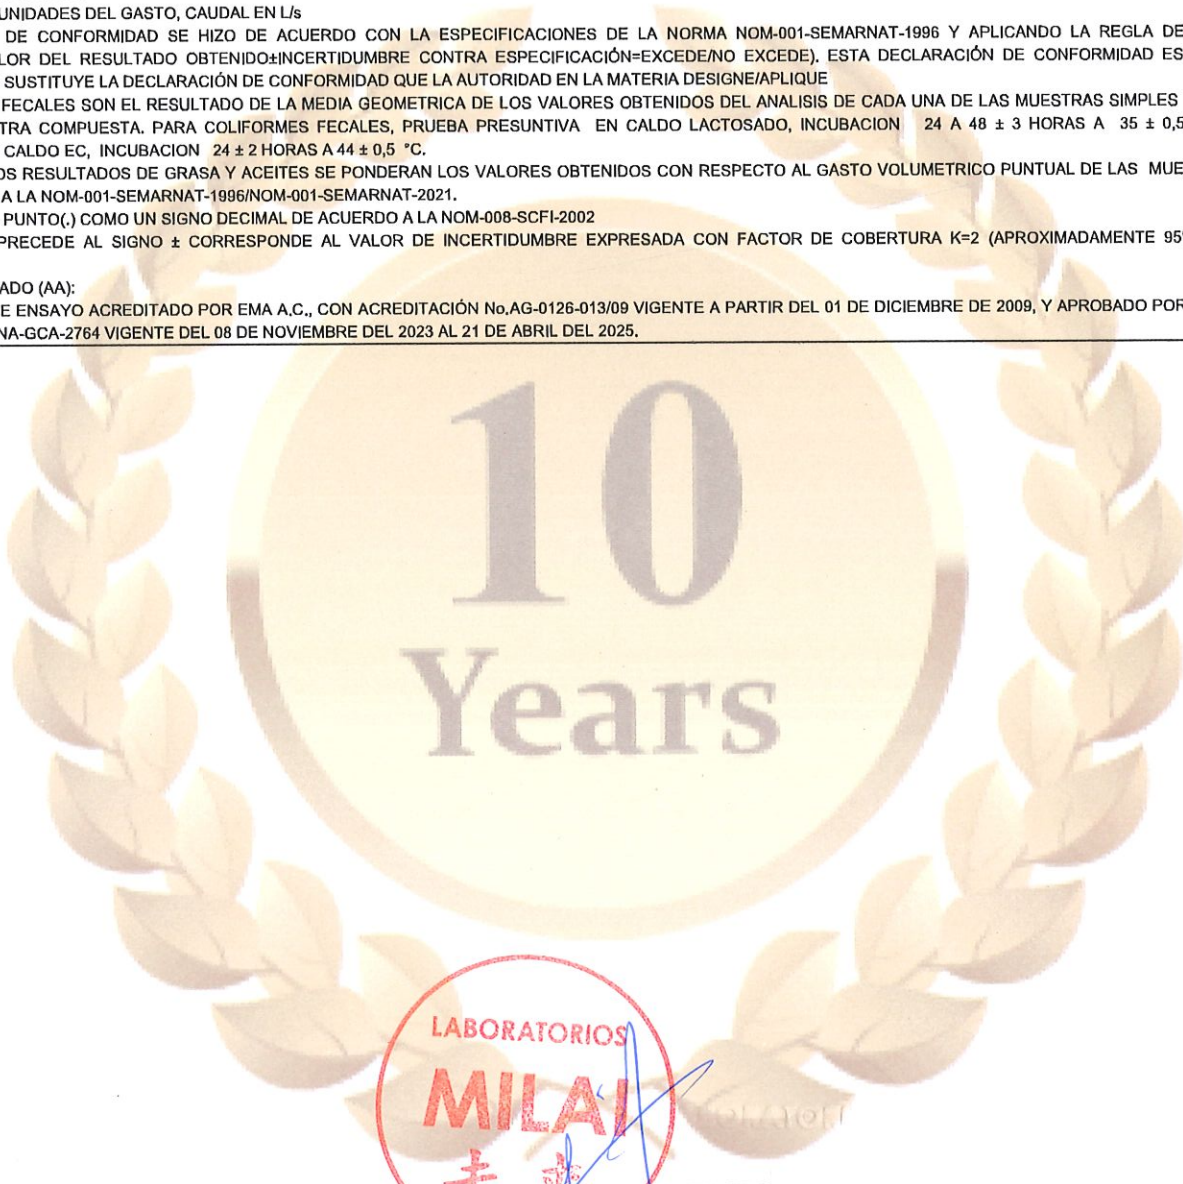 UNIDADES DEL GASTO, CAUDAL EN L/s
DE CONFORMIDAD SE HIZO DE ACUERDO CON LA ESPECIFICACIONES DE LA NORMA NOM-001-SEMARNAT-1996 Y APLICANDO LA REGLA DE
LOR DEL RESULTADO OBTENIDO±INCERTIDUMBRE CONTRA ESPECIFICACIÓN=EXCEDE/NO EXCEDE). ESTA DECLARACIÓN DE CONFORMIDAD ES
SUSTITUYE LA DECLARACIÓN DE CONFORMIDAD QUE LA AUTORIDAD EN LA MATERIA DESIGNE/APLIQUE
FECALES SON EL RESULTADO DE LA MEDIA GEOMETRICA DE LOS VALORES OBTENIDOS DEL ANALISIS DE CADA UNA DE LAS MUESTRAS SIMPLES
TRA COMPUESTA. PARA COLIFORMES FECALES, PRUEBA PRESUNTIVA EN CALDO LACTOSADO, INCUBACION 24 A 48 ± 3 HORAS A 35 ± 0,5
CALDO EC, INCUBACION 24 ± 2 HORAS A 44 ± 0,5 °C.
OS RESULTADOS DE GRASA Y ACEITES SE PONDERAN LOS VALORES OBTENIDOS CON RESPECTO AL GASTO VOLUMETRICO PUNTUAL DE LAS MUE
A LA NOM-001-SEMARNAT-1996/NOM-001-SEMARNAT-2021.
PUNTO(.) COMO UN SIGNO DECIMAL DE ACUERDO A LA NOM-008-SCFI-2002
PRECEDE AL SIGNO ± CORRESPONDE AL VALOR DE INCERTIDUMBRE EXPRESADA CON FACTOR DE COBERTURA K=2 (APROXIMADAMENTE 95
ADO (AA):
E ENSAYO ACREDITADO POR EMA A.C., CON ACREDITACIÓN No.AG-0126-013/09 VIGENTE A PARTIR DEL 01 DE DICIEMBRE DE 2009, Y APROBADO POR
NA-GCA-2764 VIGENTE DEL 08 DE NOVIEMBRE DEL 2023 AL 21 DE ABRIL DEL 2025.
10
Years
LABORATORIOS
MILAI